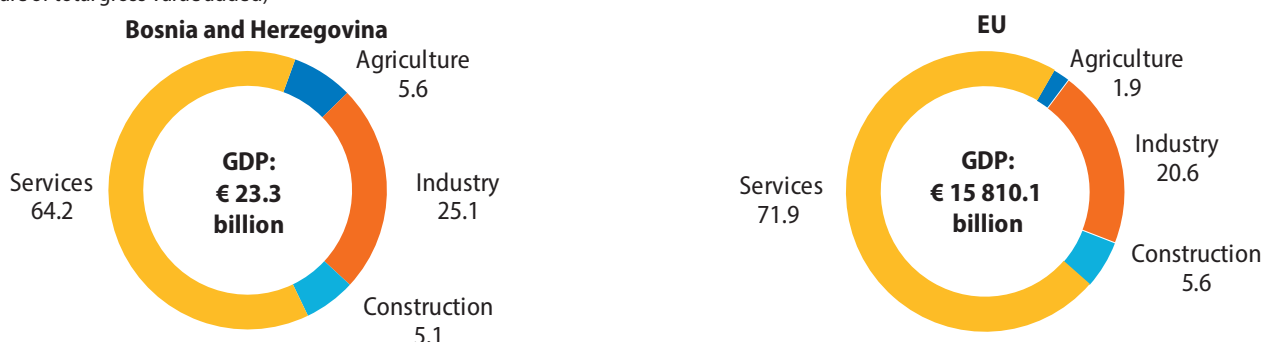 Bosnia and Herzegovina
Agriculture
5.6
GDP:
€ 23.3
billion
Services
64.2
Industry
25.1
Construction
5.1
EU
Agriculture
1.9
GDP:
€ 15 810.1
billion
Services
71.9
Industry
20.6
Construction
5.6